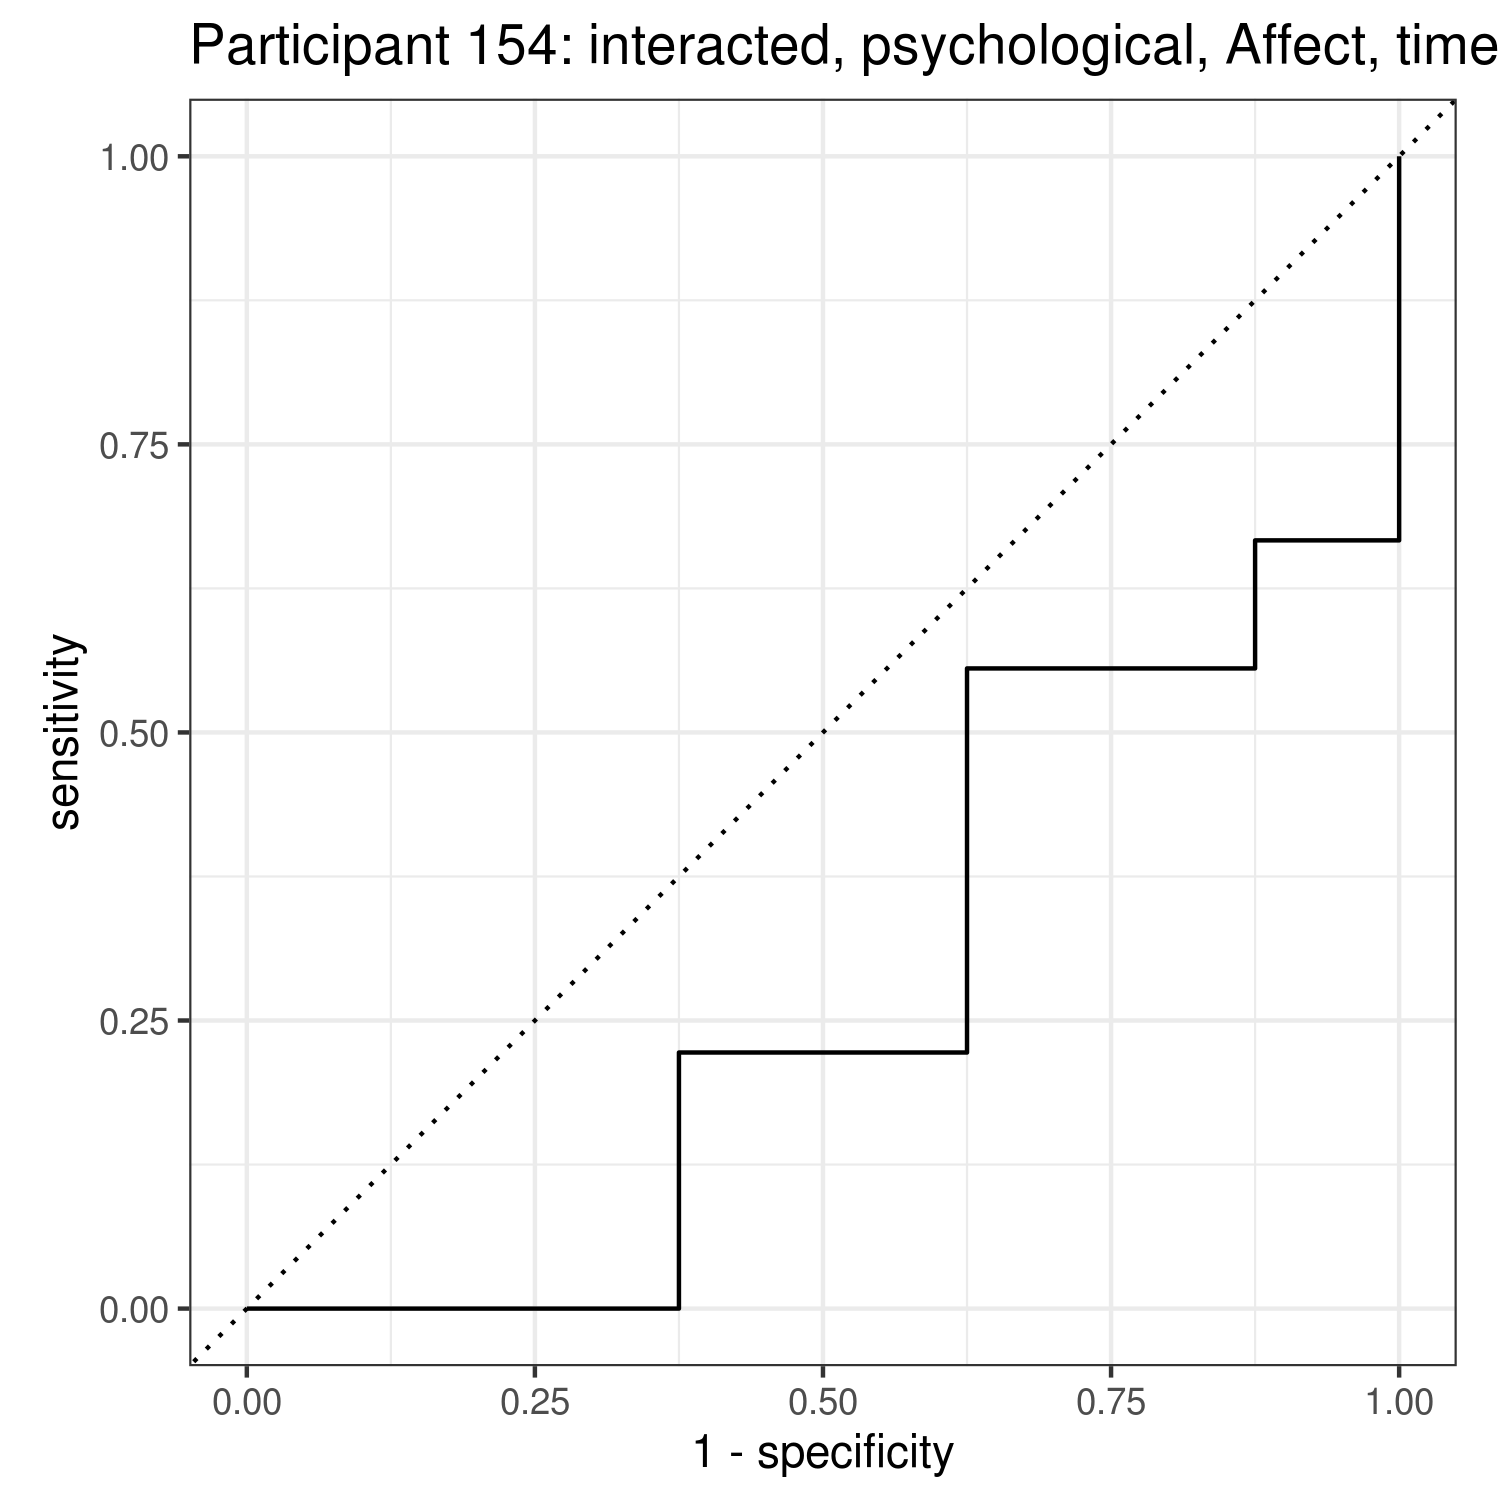 Participant 154: interacted, psychological, Affect, time
1.00
0.75
0.50
0.25
0.00
sensitivity
0.00 0.25 0.50 0.75 1.00
1 - specificity